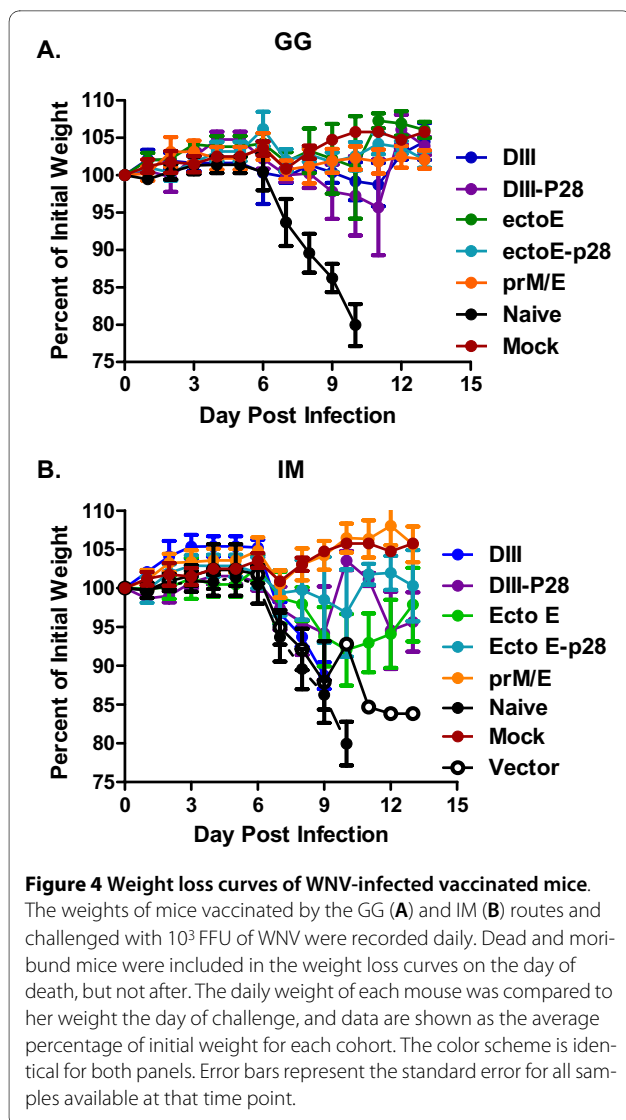 A.
GG
110
105
100
95
90
85
80
75
0 3 6 9 12 15
Percent of Initial Weight
Day Post Infection
DIII
DIII-P28
ectoE
ectoE-p28
prM/E
Naive
Mock
B.
IM
110
105
100
95
90
85
80
75
0 3 6 9 12 15
Percent of Initial Weight
Day Post Infection
DIII
DIII-P28
Ecto E
Ecto E-p28
prM/E
Naive
Mock
Vector
Figure 4 Weight loss curves of WNV-infected vaccinated mice.
The weights of mice vaccinated by the GG (A) and IM (B) routes and
challenged with 10³ FFU of WNV were recorded daily. Dead and mori-
bund mice were included in the weight loss curves on the day of
death, but not after. The daily weight of each mouse was compared to
her weight the day of challenge, and data are shown as the average
percentage of initial weight for each cohort. The color scheme is iden-
tical for both panels. Error bars represent the standard error for all sam-
ples available at that time point.